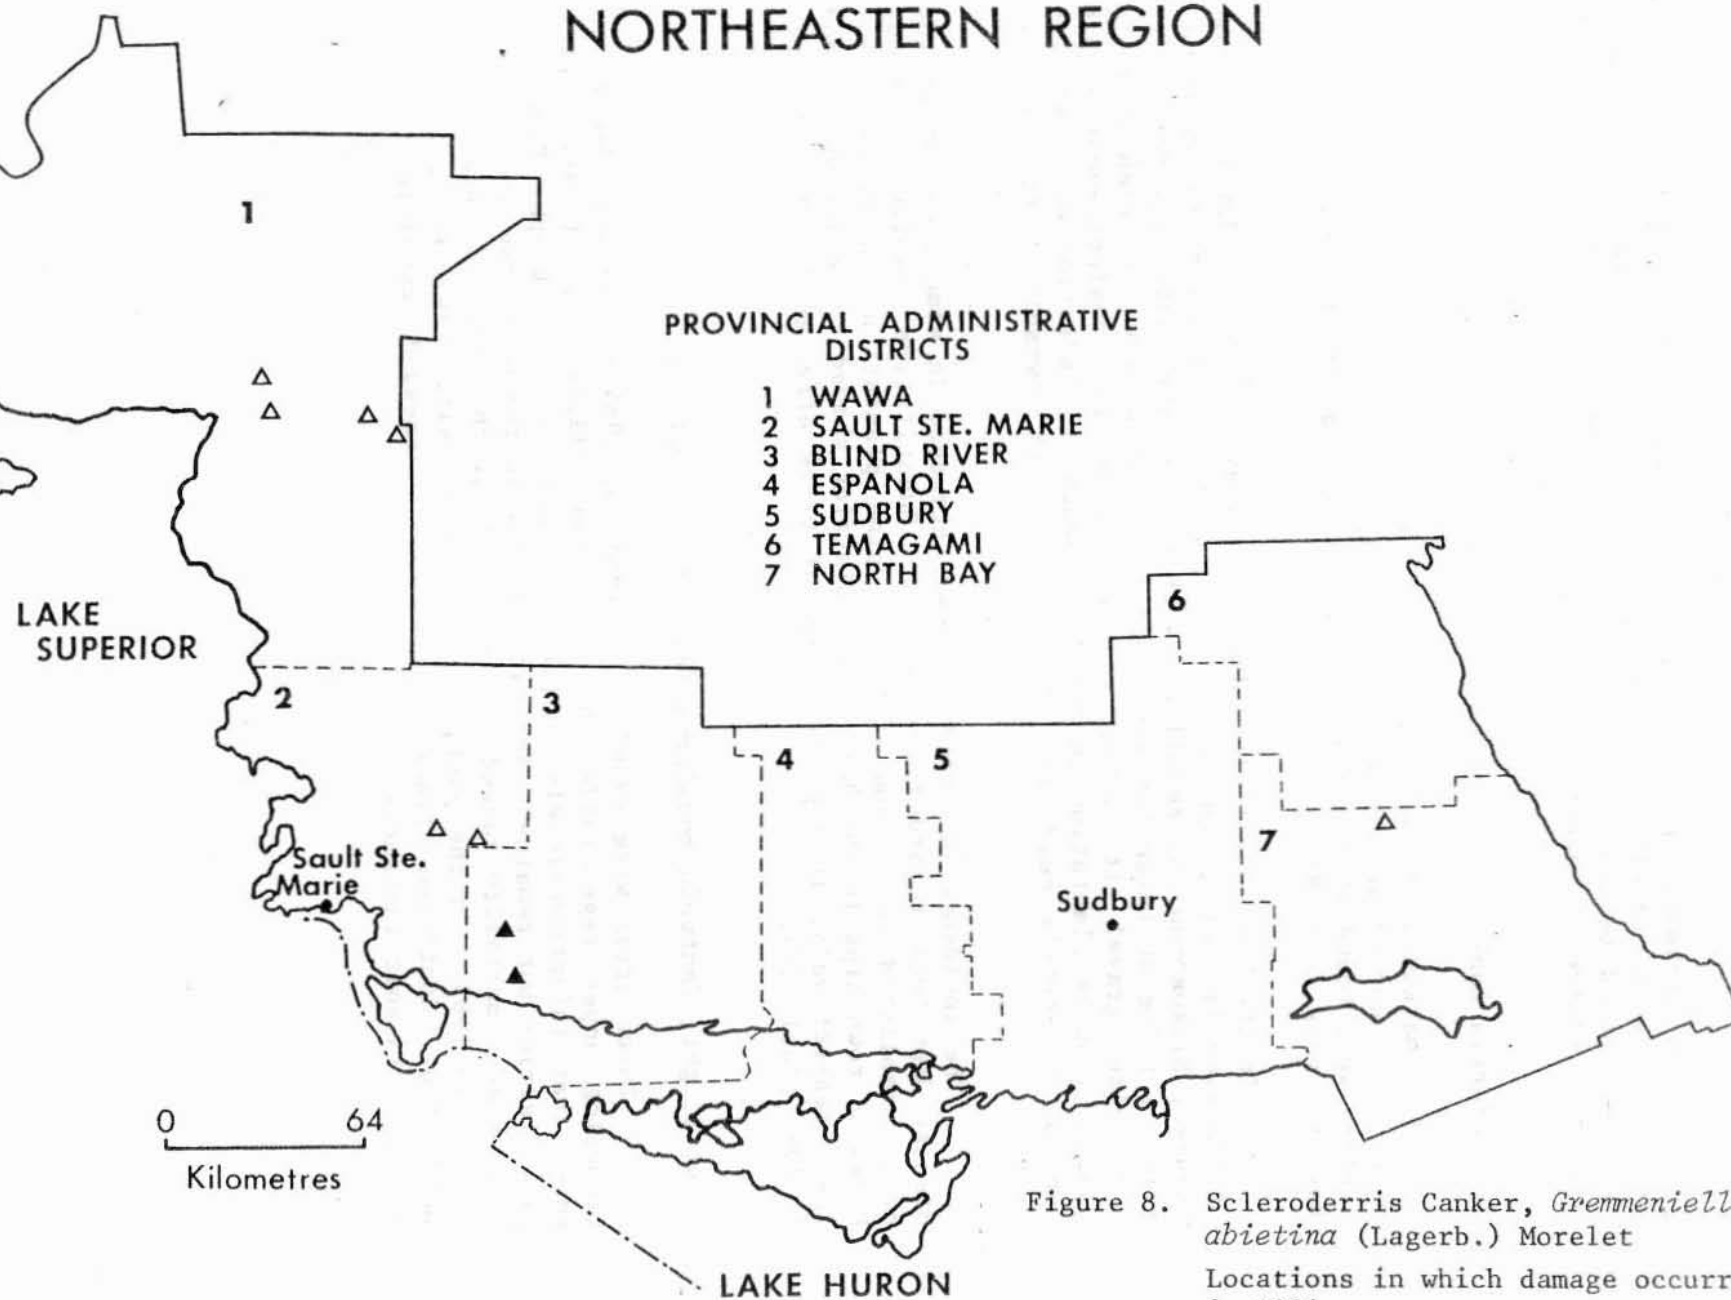 NORTHEASTERN REGION
1
PROVINCIAL ADMINISTRATIVE
DISTRICTS
1 WAWA
2 SAULT STE. MARIE
3 BLIND RIVER
4 ESPANOLA
5 SUDBURY
6 TEMAGAMI
7 NORTH BAY
6
LAKE
SUPERIOR
2
3
4
5
7
Sault Ste.
Marie
Sudbury
0 64
Kilometres
LAKE HURON
Figure 8. Scleroderris Canker, Gremmeniell
abietina (Lagerb.) Morelet
Locations in which damage occurr